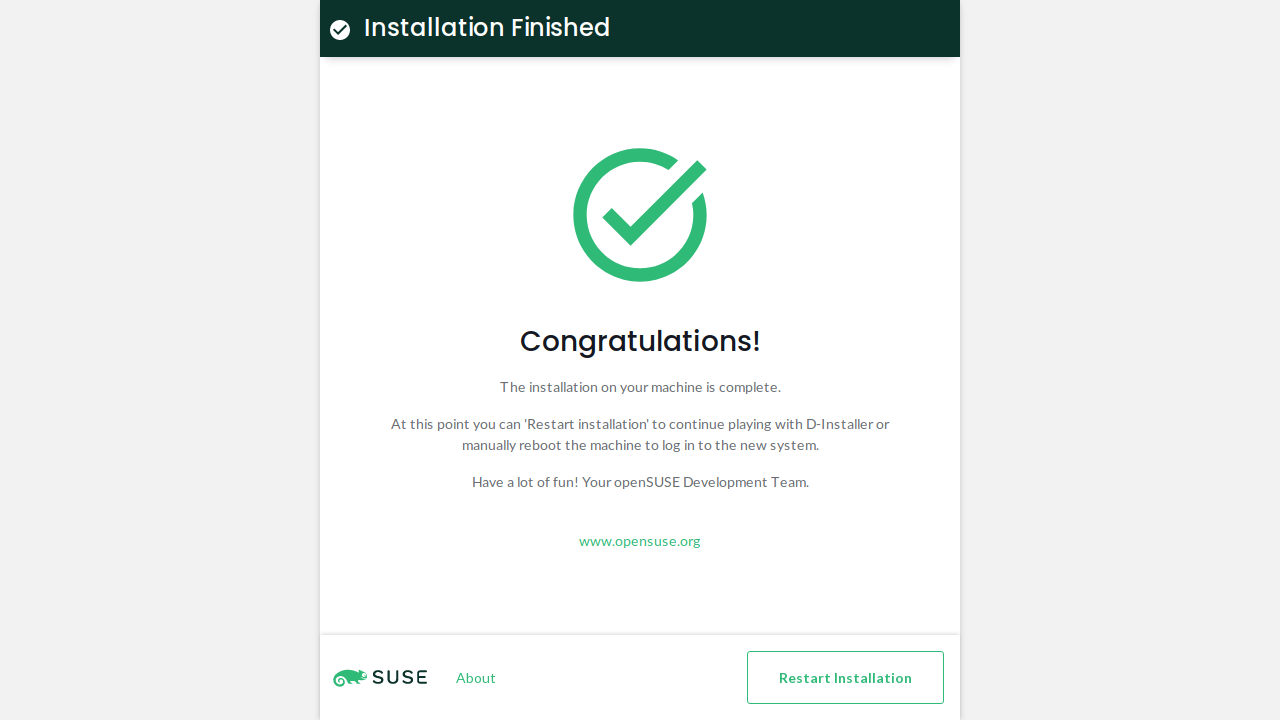 Installation Finished
Congratulations!
The installation on your machine is complete.
At this point you can 'Restart installation' to continue playing with D-Installer or
manually reboot the machine to log in to the new system.
Have a lot of fun! Your openSUSE Development Team.
www.opensuse.org
SUSE
About
Restart Installation